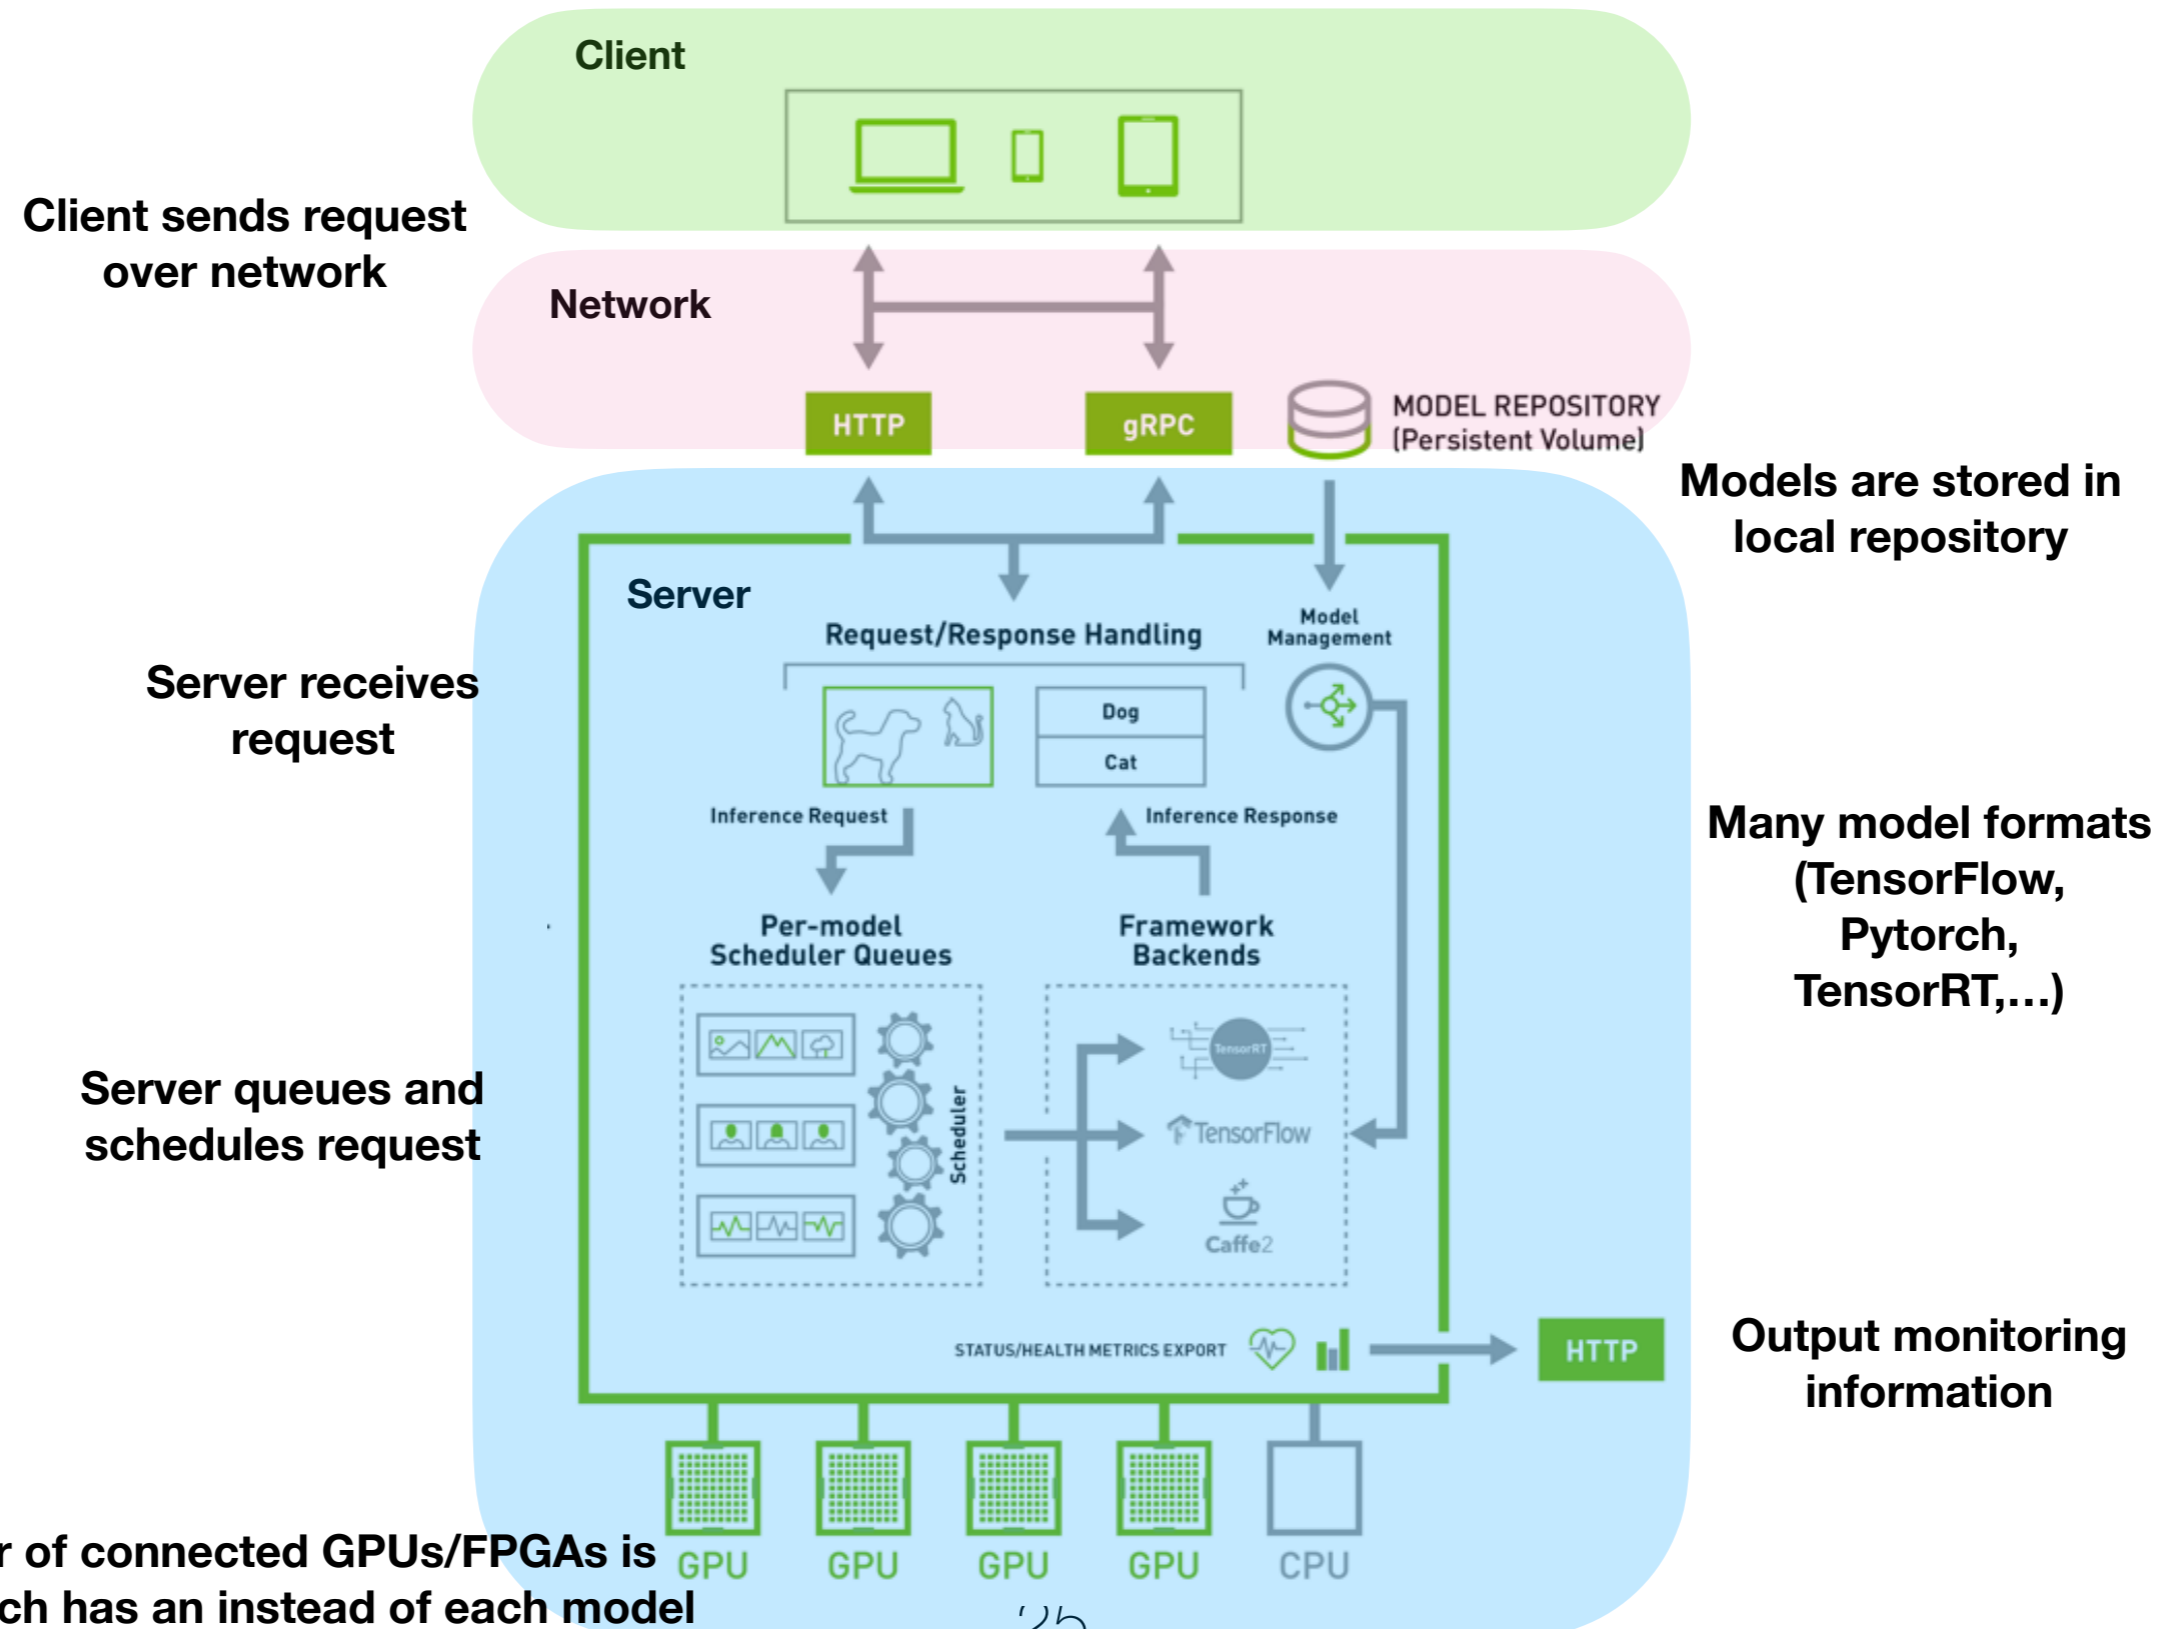 Client
Client sends request
over network
Network
HTTP
gRPC
MODEL REPOSITORY
(Persistent Volume)
Models are stored in
local repository
Server
Request/Response Handling
Model
Management
Server receives
request
Dog
Cat
Inference Request
Inference Response
Many model formats
(TensorFlow,
Pytorch,
TensorRT,...)
Per-model
Scheduler Queues
Framework
Backends
Server queues and
schedules request
Scheduler
TensorRT
TensorFlow
Caffe2
STATUS/HEALTH METRICS EXPORT
HTTP
Output monitoring
information
GPU
GPU
GPU
GPU
CPU
r of connected GPUs/FPGAs is
ch has an instead of each model